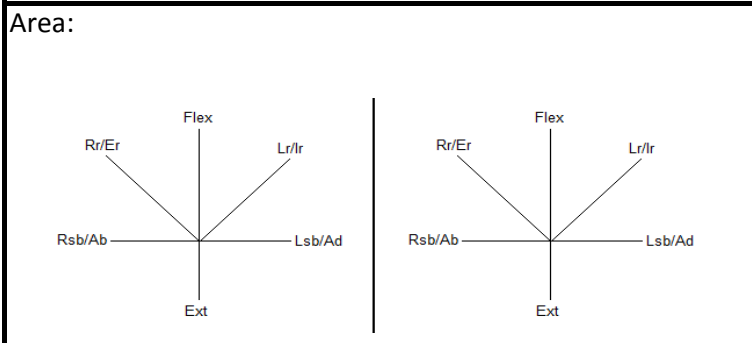 Area:
Flex
Rr/Er
Lr/Ir
Rsb/Ab
Lsb/Ad
Ext
Flex
Rr/Er
Lr/Ir
Rsb/Ab
Lsb/Ad
Ext